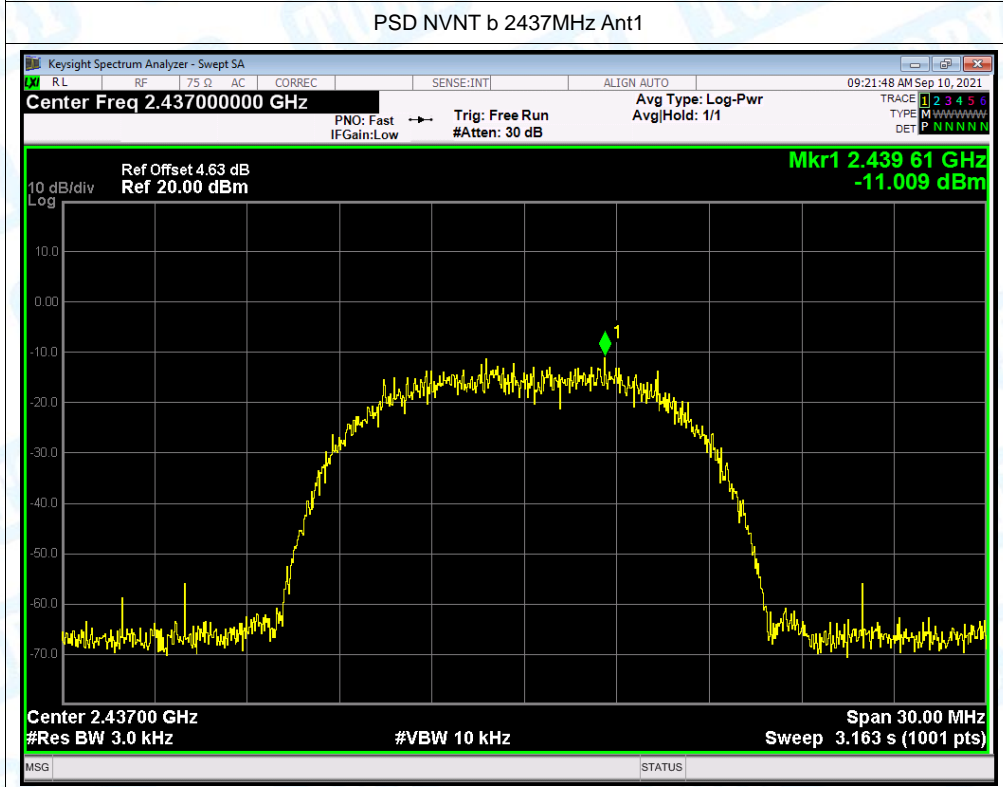 PSD NVNT b 2437MHz Ant1
Keysight Spectrum Analyzer - Swept SA
LXI RL RF 75 Ω AC CORREC SENSE:INT ALIGN AUTO 09:21:48 AM Sep 10, 2021
Center Freq 2.437000000 GHz
PNO: Fast
IFGain:Low
Trig: Free Run
#Atten: 30 dB
Avg Type: Log-Pwr
Avg|Hold: 1/1
TRACE 1 2 3 4 5 6
TYPE M WWWWW
DET P N N N N N
Mkr1 2.439 61 GHz
-11.009 dBm
Ref Offset 4.63 dB
10 dB/div Ref 20.00 dBm
Log
10.0
0.00
1
-10.0
-20.0
-30.0
-40.0
-50.0
-60.0
-70.0
Center 2.43700 GHz Span 30.00 MHz
#Res BW 3.0 kHz #VBW 10 kHz Sweep 3.163 s (1001 pts)
MSG STATUS